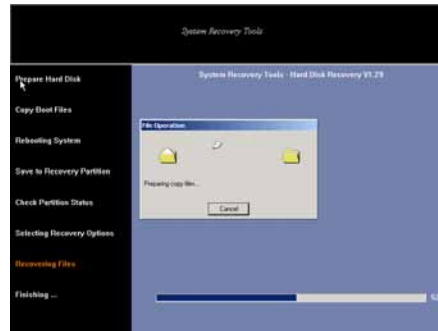 System Recovery Tools
System Recovery Tools - Hard Disk Recovery V1.29
Prepare Hard Disk
Copy Boot Files
Rebooting System
Save to Recovery Partition
Check Partition Status
Selecting Recovery Options
Recovering Files
Finishing ...
File Operation
Preparing copy files...
Cancel